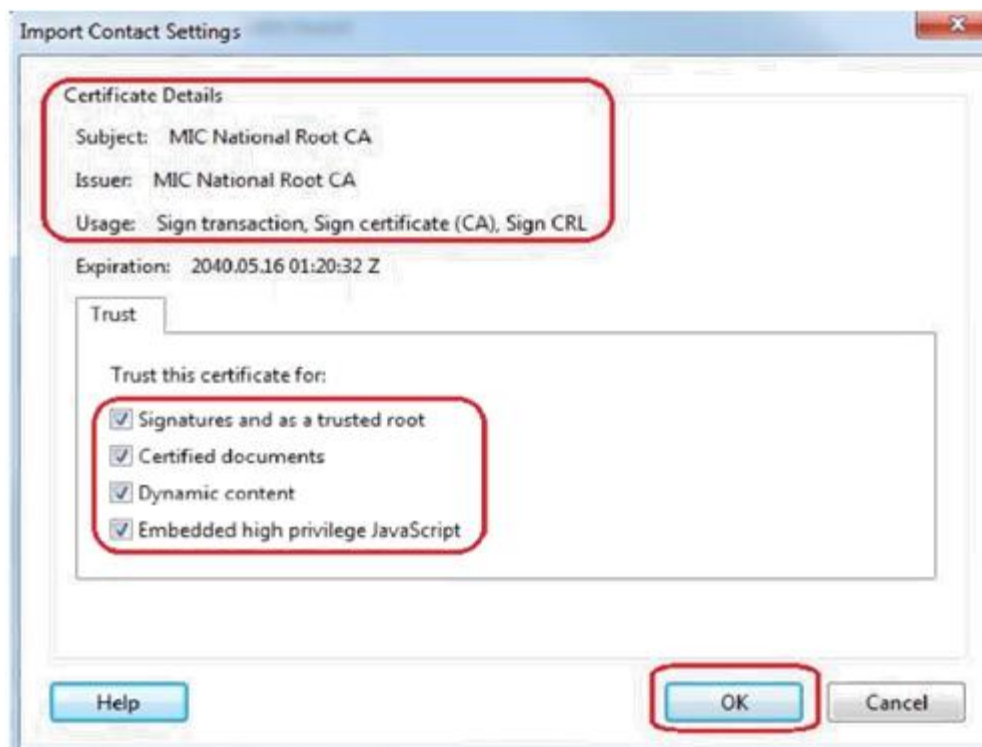 Import Contact Settings
Certificate Details
Subject: MIC National Root CA
Issuer: MIC National Root CA
Usage: Sign transaction, Sign certificate (CA), Sign CRL
Expiration: 2040.05.16 01:20:32 Z
Trust
Trust this certificate for:
Signatures and as a trusted root
Certified documents
Dynamic content
Embedded high privilege JavaScript
Help OK Cancel